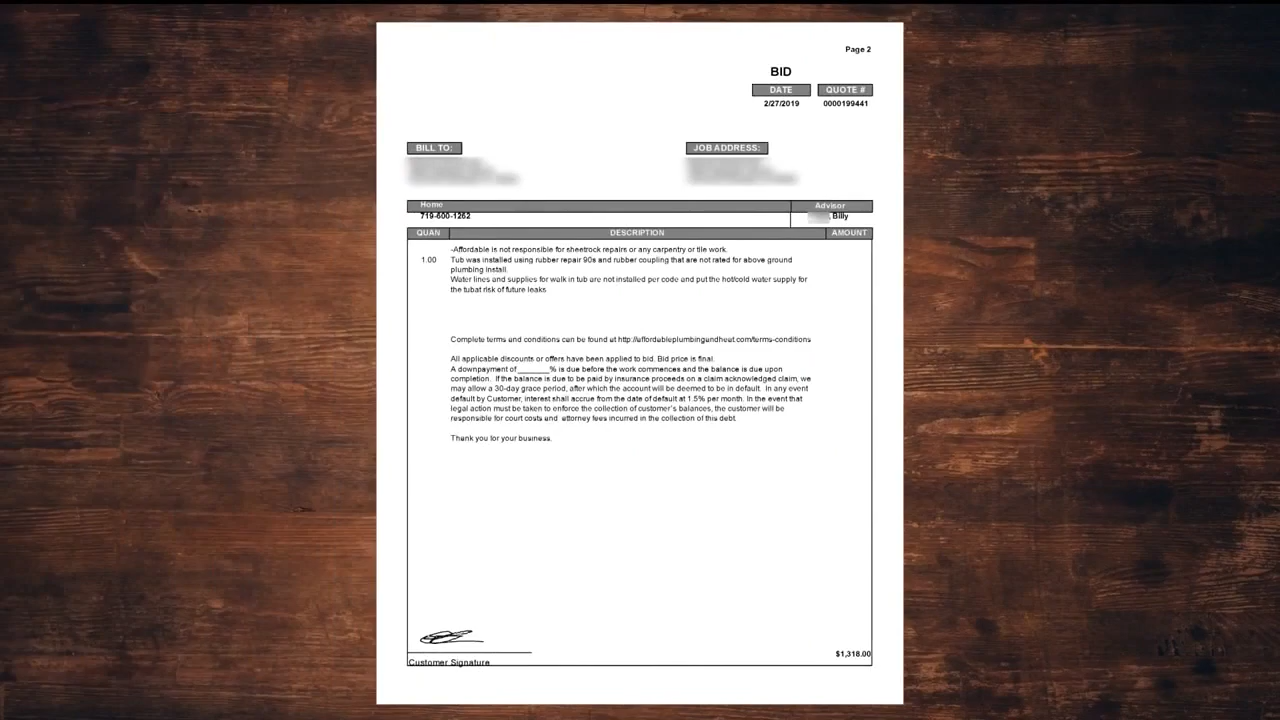 Page 2
BID
DATE QUOTE #
2/27/2019 0000199441
BILL TO: JOB ADDRESS:
Home Advisor
719-600-1262 , Billy
QUAN DESCRIPTION AMOUNT
-Affordable is not responsible for sheetrock repairs or any carpentry or tile work.
1.00 Tub was installed using rubber repair 90s and rubber coupling that are not rated for above ground
plumbing install.
Water lines and supplies for walk in tub are not installed per code and put the hot/cold water supply for
the tubat risk of future leaks
Complete terms and conditions can be found at http://affordableplumbingandheat.com/terms-conditions
All applicable discounts or offers have been applied to bid. Bid price is final.
A downpayment of _______% is due before the work commences and the balance is due upon
completion. If the balance is due to be paid by insurance proceeds on a claim acknowledged claim, we
may allow a 30-day grace period, after which the account will be deemed to be in default. In any event
default by Customer, interest shall accrue from the date of default at 1.5% per month. In the event that
legal action must be taken to enforce the collection of customer's balances, the customer will be
responsible for court costs and attorney fees incurred in the collection of this debt.
Thank you for your business.
$1,318.00
Customer Signature